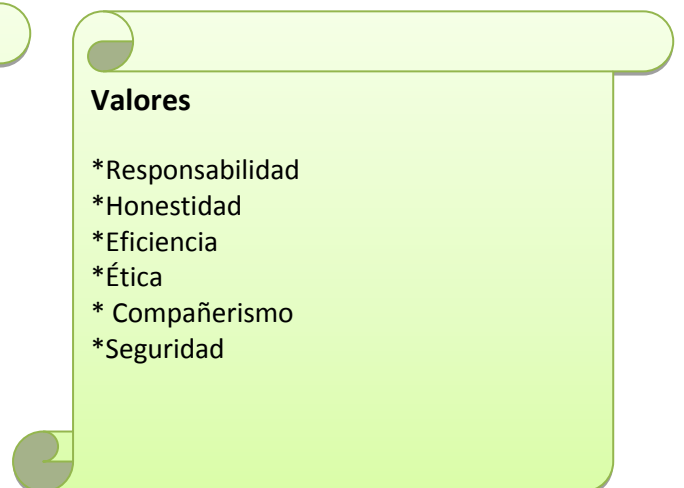 Valores
*Responsabilidad
*Honestidad
*Eficiencia
*Ética
* Compañerismo
*Seguridad